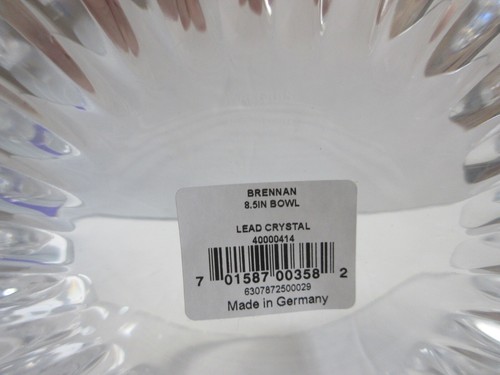 BRENNAN
8.5IN BOWL
LEAD CRYSTAL
40000414
7 01587 00358 2
6307872500029
Made in Germany